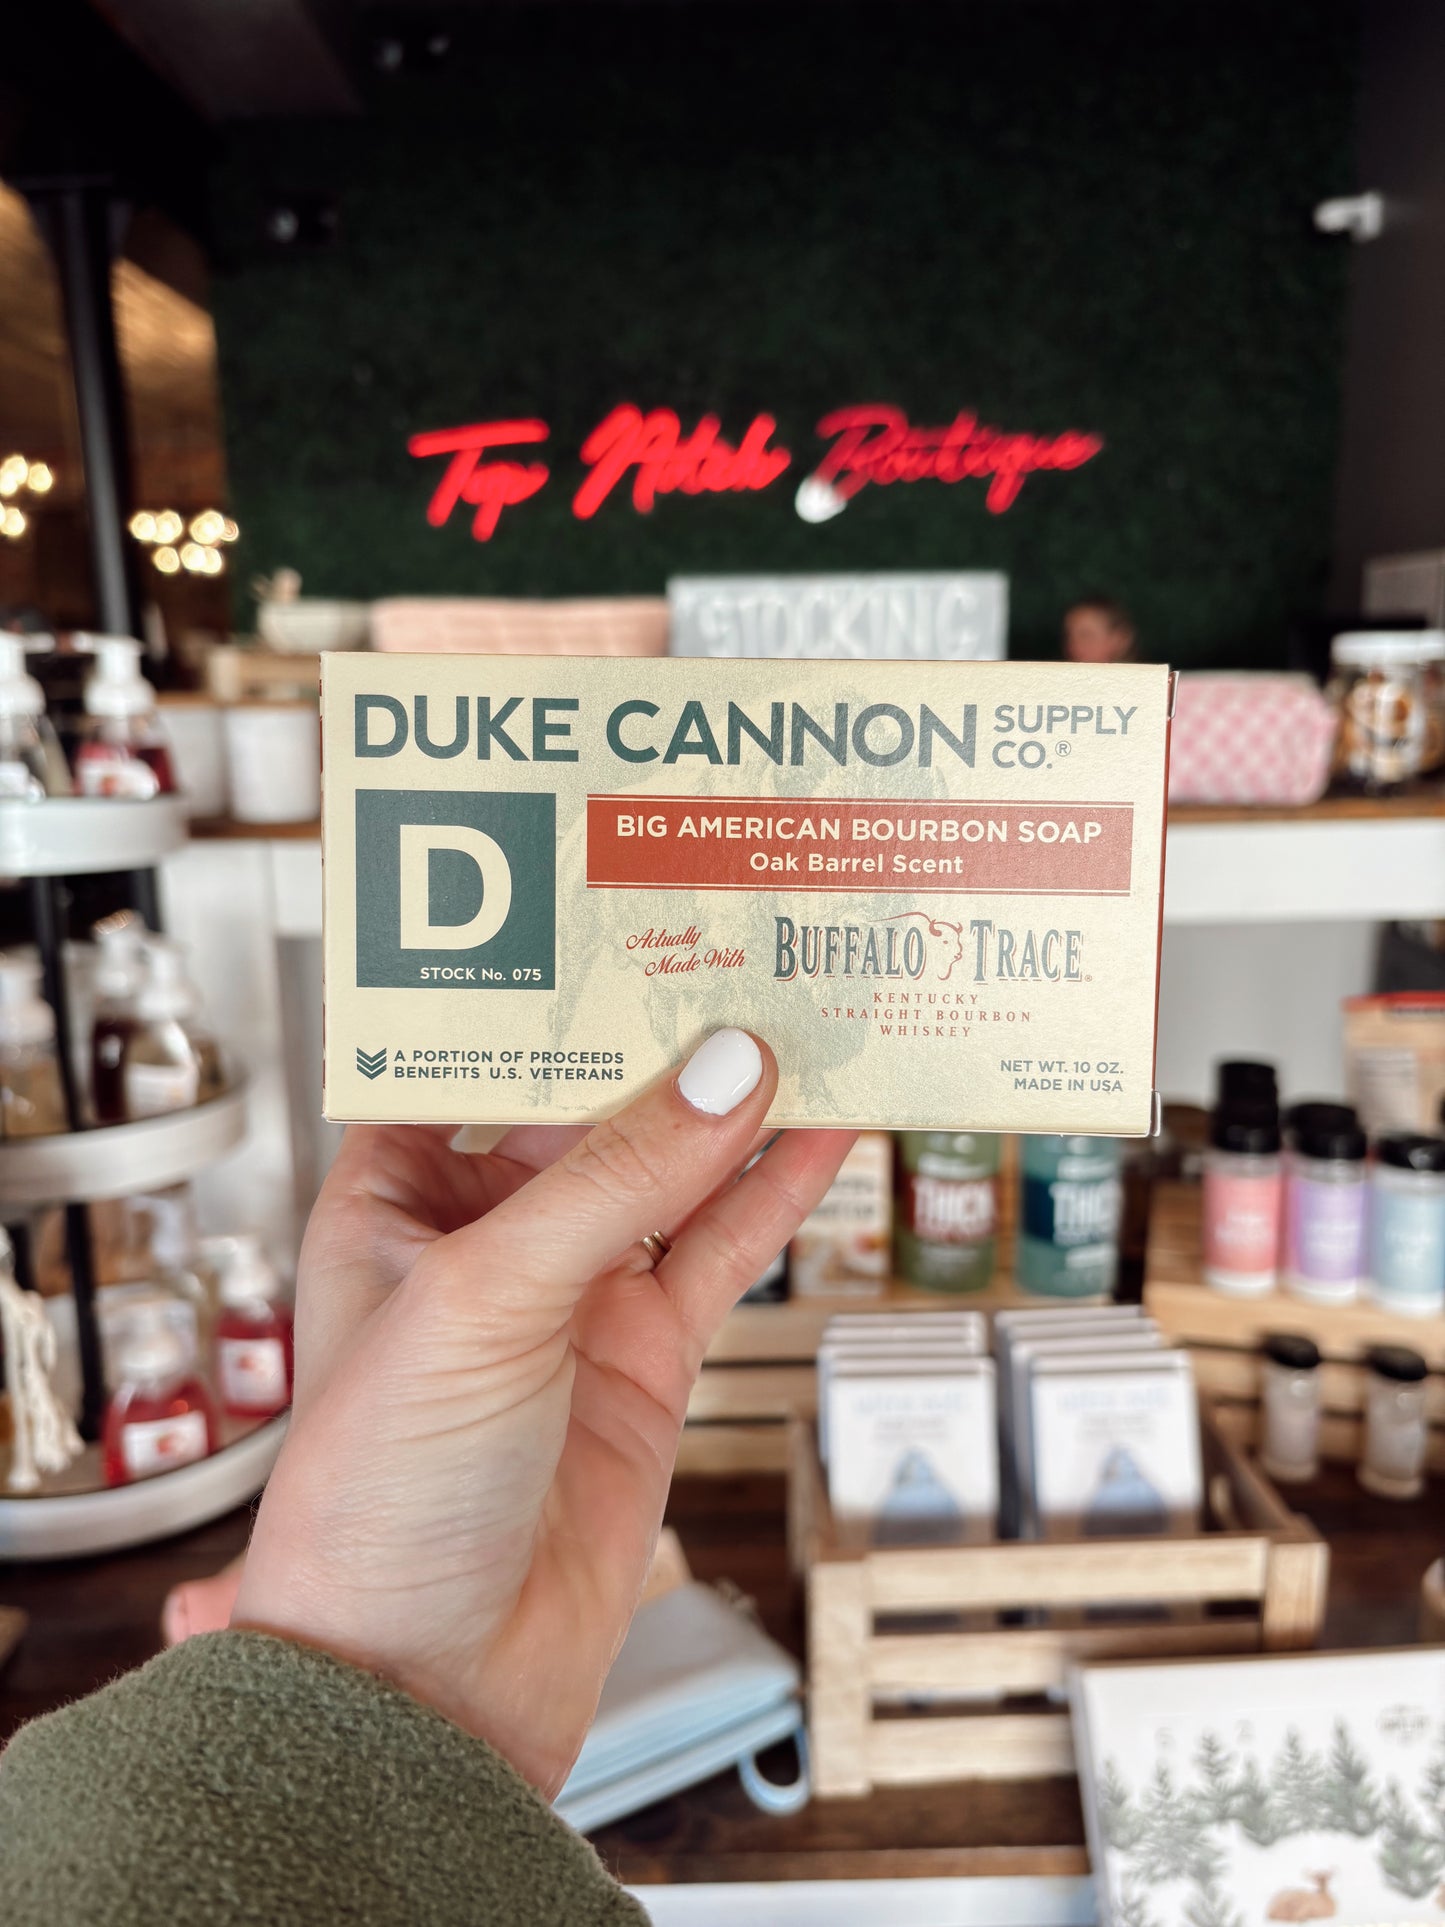 Top Notch Boutique
STOCKING
DUKE CANNON SUPPLY
CO.®
D
STOCK No. 075
BIG AMERICAN BOURBON SOAP
Oak Barrel Scent
Actually
Made With
BUFFALO TRACE
KENTUCKY
STRAIGHT BOURBON
WHISKEY
A PORTION OF PROCEEDS
BENEFITS U.S. VETERANS
NET WT. 10 OZ.
MADE IN USA
THICK
THICK